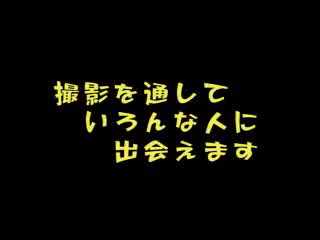 撮影を通して
いろんな人に
出会えます